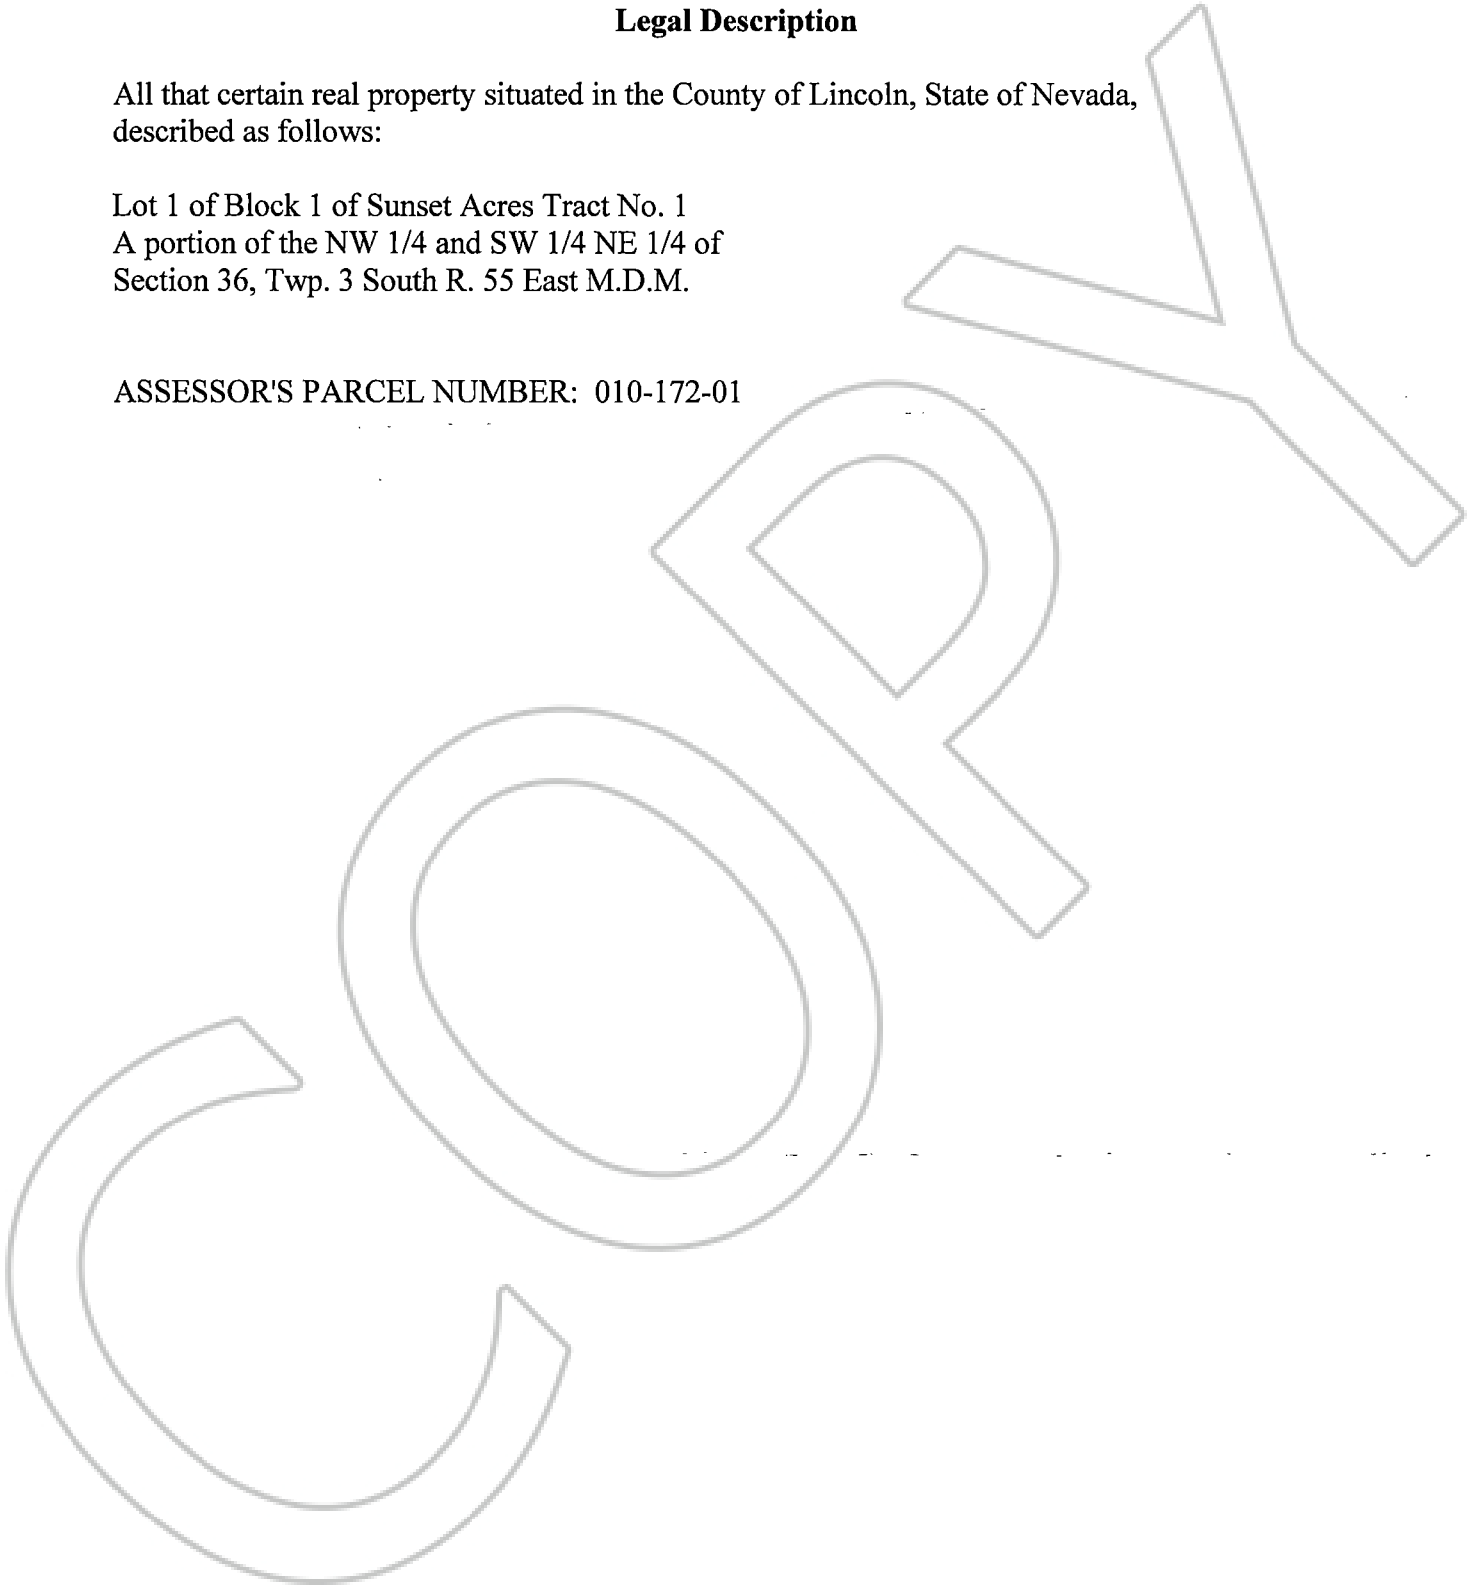 Legal Description
All that certain real property situated in the County of Lincoln, State of Nevada,
described as follows:
Lot 1 of Block 1 of Sunset Acres Tract No. 1
A portion of the NW 1/4 and SW 1/4 NE 1/4 of
Section 36, Twp. 3 South R. 55 East M.D.M.
ASSESSOR'S PARCEL NUMBER: 010-172-01
COPY